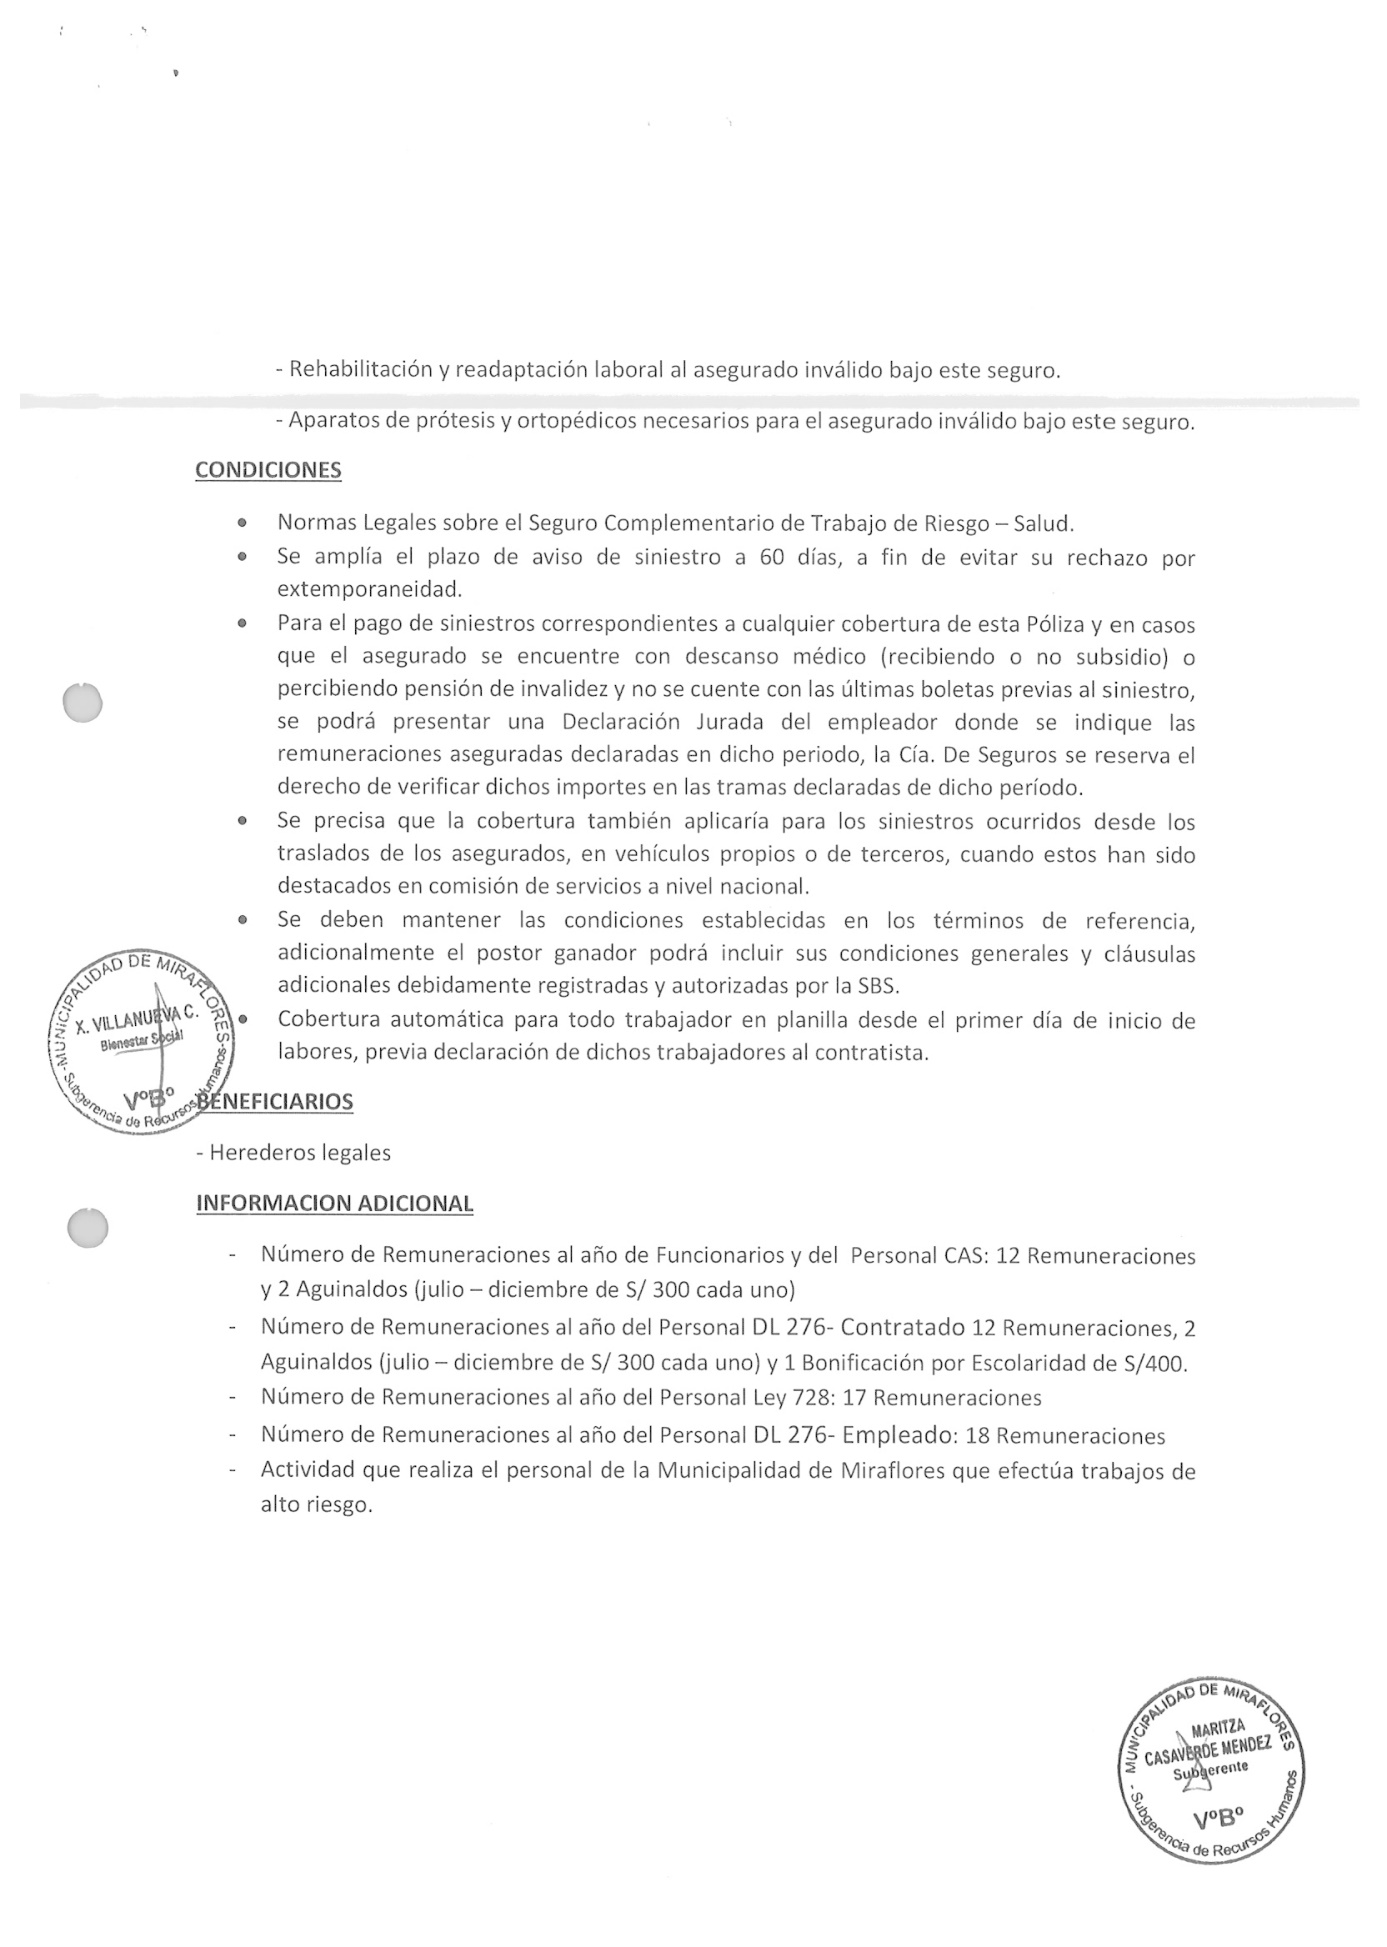 - Rehabilitación y readaptación laboral al asegurado inválido bajo este seguro.
- Aparatos de prótesis y ortopédicos necesarios para el asegurado inválido bajo este seguro.
CONDICIONES
• Normas Legales sobre el Seguro Complementario de Trabajo de Riesgo – Salud.
• Se amplía el plazo de aviso de siniestro a 60 días, a fin de evitar su rechazo por
extemporaneidad.
• Para el pago de siniestros correspondientes a cualquier cobertura de esta Póliza y en casos
que el asegurado se encuentre con descanso médico (recibiendo o no subsidio) o
percibiendo pensión de invalidez y no se cuente con las últimas boletas previas al siniestro,
se podrá presentar una Declaración Jurada del empleador donde se indique las
remuneraciones aseguradas declaradas en dicho periodo, la Cía. De Seguros se reserva el
derecho de verificar dichos importes en las tramas declaradas de dicho período.
• Se precisa que la cobertura también aplicaría para los siniestros ocurridos desde los
traslados de los asegurados, en vehículos propios o de terceros, cuando estos han sido
destacados en comisión de servicios a nivel nacional.
• Se deben mantener las condiciones establecidas en los términos de referencia,
adicionalmente el postor ganador podrá incluir sus condiciones generales y cláusulas
adicionales debidamente registradas y autorizadas por la SBS.
• Cobertura automática para todo trabajador en planilla desde el primer día de inicio de
labores, previa declaración de dichos trabajadores al contratista.
MUNICIPALIDAD DE MIRAFLORES
X. VILLANUEVA C.
Bienestar Social
V°B°
Subgerencia de Recursos Humanos
BENEFICIARIOS
- Herederos legales
INFORMACION ADICIONAL
- Número de Remuneraciones al año de Funcionarios y del Personal CAS: 12 Remuneraciones
y 2 Aguinaldos (julio – diciembre de S/ 300 cada uno)
- Número de Remuneraciones al año del Personal DL 276- Contratado 12 Remuneraciones, 2
Aguinaldos (julio – diciembre de S/ 300 cada uno) y 1 Bonificación por Escolaridad de S/400.
- Número de Remuneraciones al año del Personal Ley 728: 17 Remuneraciones
- Número de Remuneraciones al año del Personal DL 276- Empleado: 18 Remuneraciones
- Actividad que realiza el personal de la Municipalidad de Miraflores que efectúa trabajos de
alto riesgo.
MUNICIPALIDAD DE MIRAFLORES
MARITZA
CASAVERDE MENDEZ
Subgerente
V°B°
Subgerencia de Recursos Humanos